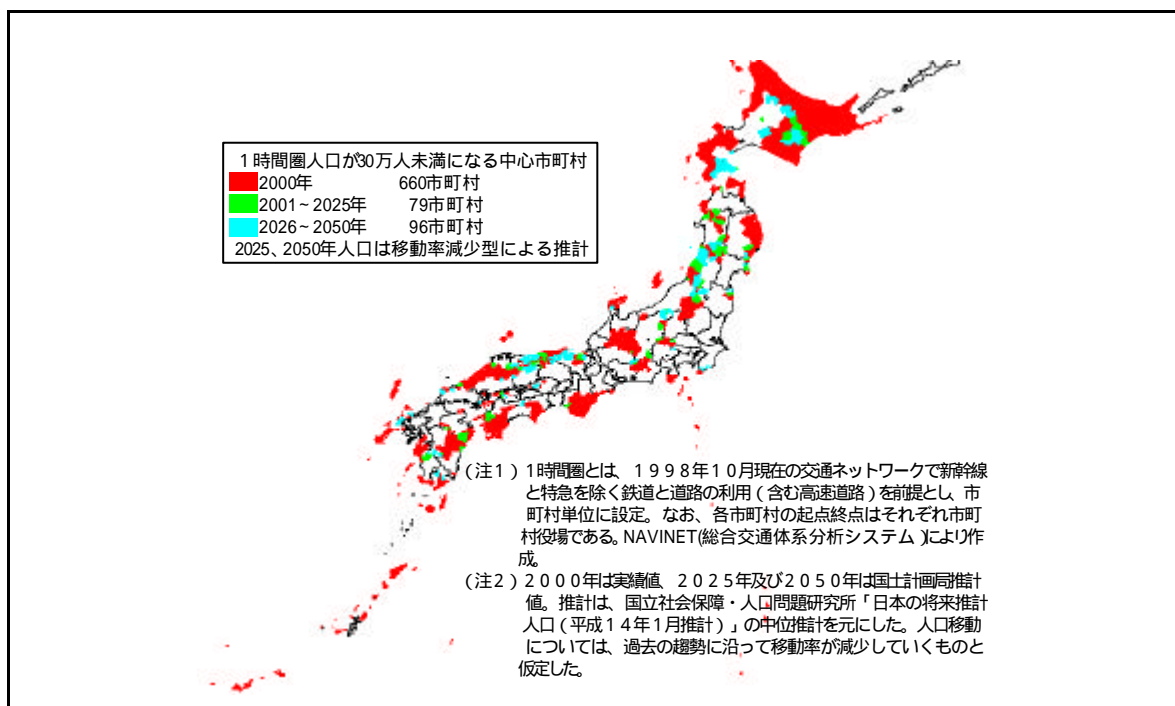 1時間圏人口が30万人未満になる中心市町村
2000年 660市町村
2001~2025年 79市町村
2026~2050年 96市町村
2025、2050年人口は移動率減少型による推計
(注1) 1時間圏とは、1998年10月現在の交通ネットワークで新幹線
と特急を除く鉄道と道路の利用(含む高速道路)を前提とし、市
町村単位に設定。なお、各市町村の起点終点はそれぞれ市町
村役場である。NAVINET(総合交通体系分析システム)により作
成。
(注2) 2000年は実績値、2025年及び2050年は国土計画局推計
値。推計は、国立社会保障・人口問題研究所「日本の将来推計
人口(平成14年1月推計)」の中位推計を元にした。人口移動
については、過去の趨勢に沿って移動率が減少していくものと
仮定した。